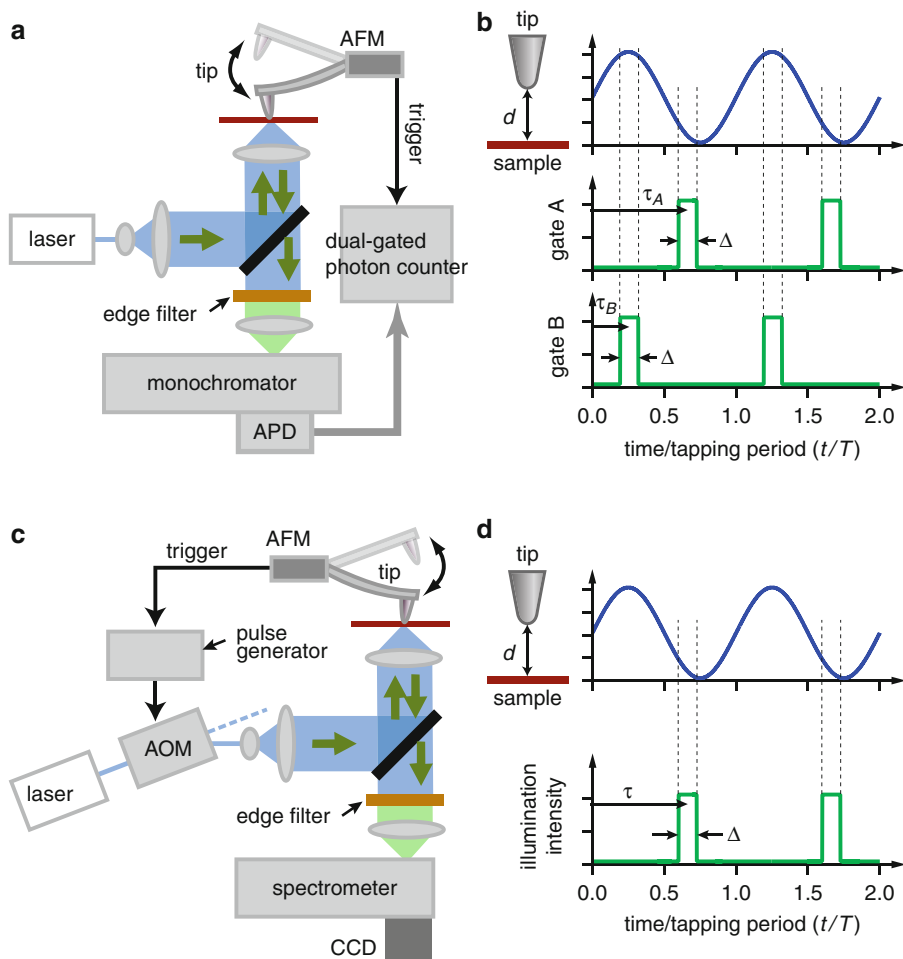 a
AFM
tip
trigger
laser
dual-gated
photon counter
edge filter
monochromator
APD
b
tip
d
sample
gate A
τA
Δ
gate B
τB
Δ
0.0 0.5 1.0 1.5 2.0
time/tapping period (t/T)
c
AFM
trigger
tip
pulse
generator
AOM
laser
edge filter
spectrometer
CCD
d
tip
d
sample
illumination
intensity
τ
Δ
0.0 0.5 1.0 1.5 2.0
time/tapping period (t/T)